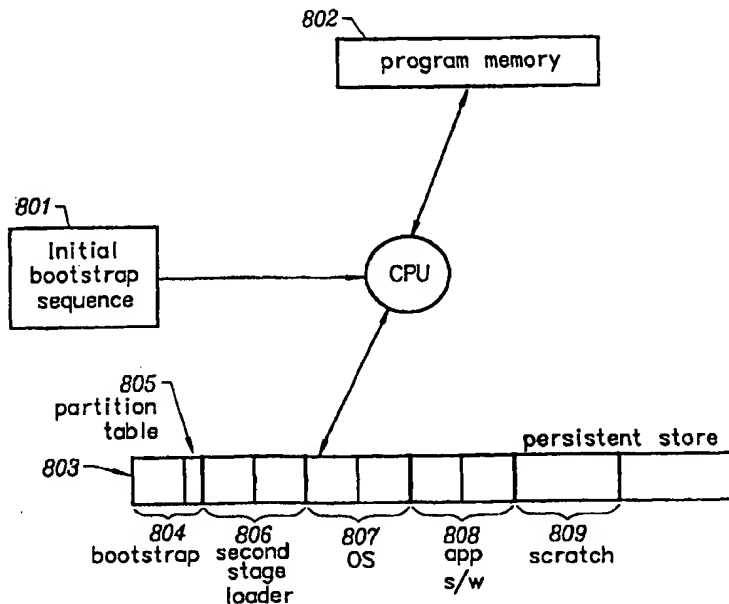 802
program memory
801
Initial
bootstrap
sequence
CPU
805
partition
table
persistent store
803
804
bootstrap
806
second
stage
loader
807
OS
808
app
s/w
809
scratch